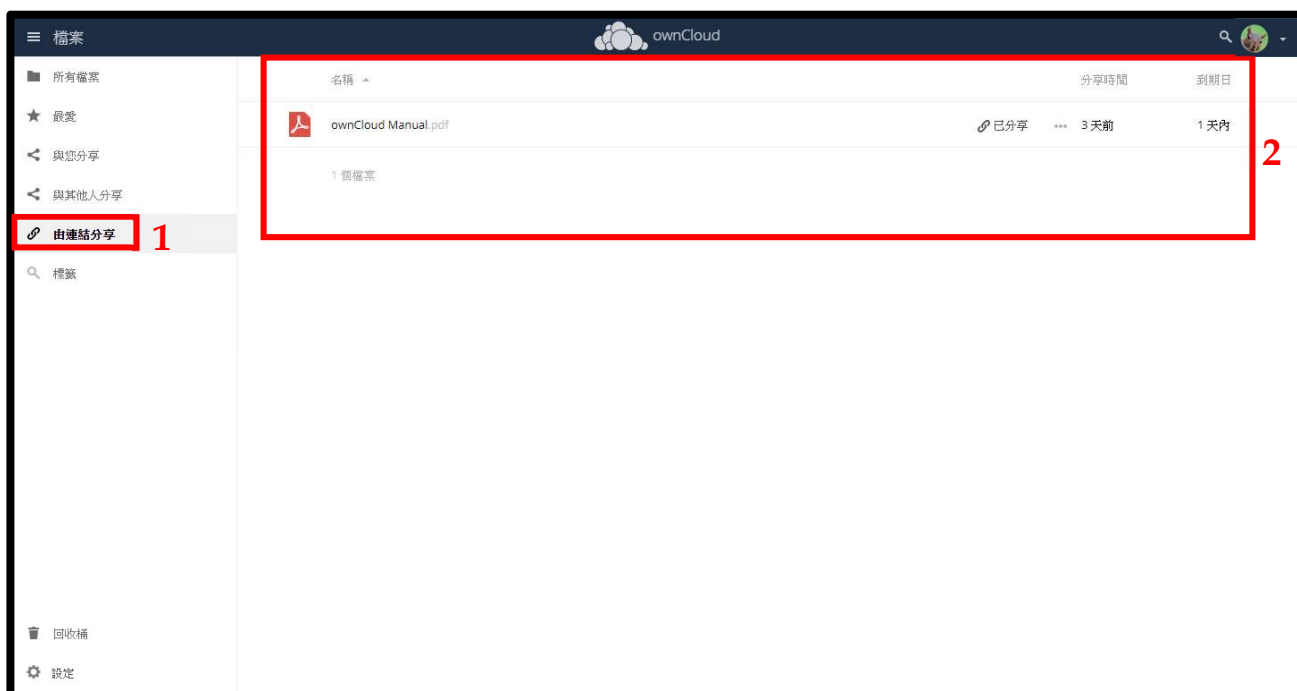 檔案
ownCloud
所有檔案
最愛
與您分享
與其他人分享
由連結分享
1
標籤
回收桶
設定
名稱 分享時間 到期日
ownCloud Manual.pdf 已分享 ... 3 天前 1 天內
1 個檔案
2